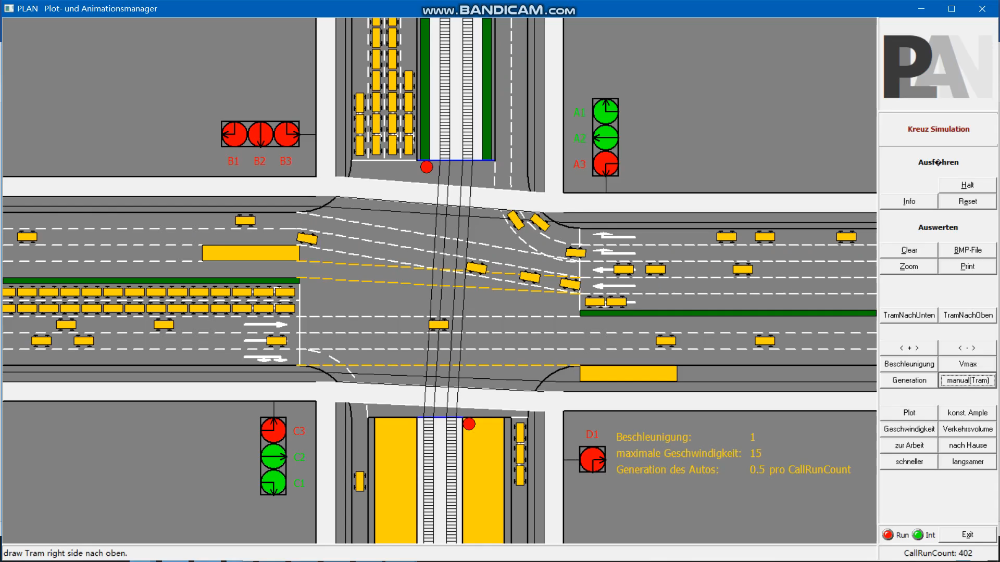 PLAN Plot- und Animationsmanager
www.BANDICAM.com
PLAN
Kreuz Simulation
Ausf�hren
Halt
Info Reset
Auswerten
Clear BMP-File
Zoom Print
TramNachUnten TramNachOben
< + > < - >
Beschleunigung Vmax
Generation manual(Tram)
Plot konst. Ample
Geschwindigkeit Verkehrsvolume
zur Arbeit nach Hause
schneller langsamer
Run Int Exit
CallRunCount: 402
A1
A2
A3
B1 B2 B3
C3
C2
C1
D1
Beschleunigung: 1
maximale Geschwindigkeit: 15
Generation des Autos: 0.5 pro CallRunCount
draw Tram right side nach oben.